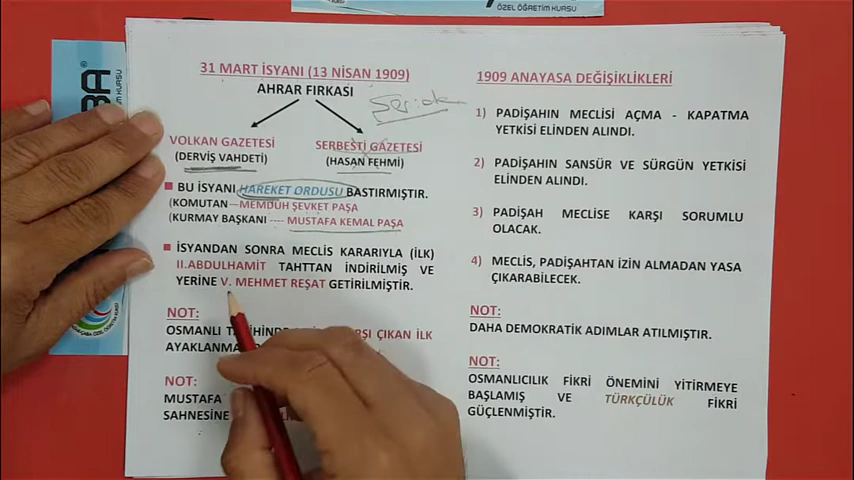 ÖZEL ÖĞRETİM KURSU
31 MART İSYANI (13 NİSAN 1909)
AHRAR FIRKASI
VOLKAN GAZETESİ
(DERVİŞ VAHDETİ)
SERBESTİ GAZETESİ
(HASAN FEHMİ)
BU İSYANI HAREKET ORDUSU BASTIRMIŞTIR.
(KOMUTAN MEMDUH ŞEVKET PAŞA
(KURMAY BAŞKANI ---- MUSTAFA KEMAL PAŞA
İSYANDAN SONRA MECLİS KARARIYLA (İLK)
II.ABDULHAMİT TAHTTAN İNDİRİLMİŞ VE
YERİNE V. MEHMET REŞAT GETİRİLMİŞTİR.
NOT:
OSMANLI ÇIKAN İLK
NOT:
MUSTAFA
SAHNESİNE
1909 ANAYASA DEĞİŞİKLİKLERİ
1) PADİŞAHIN MECLİSİ AÇMA - KAPATMA
YETKİSİ ELİNDEN ALINDI.
2) PADİŞAHIN SANSÜR VE SÜRGÜN YETKİSİ
ELİNDEN ALINDI.
3) PADİŞAH MECLİSE KARŞI SORUMLU
OLACAK.
4) MECLİS, PADİŞAHTAN İZİN ALMADAN YASA
ÇIKARABİLECEK.
NOT:
DAHA DEMOKRATİK ADIMLAR ATILMIŞTIR.
NOT:
OSMANLICILIK FİKRİ ÖNEMİNİ YİTİRMEYE
BAŞLAMIŞ VE TÜRKÇÜLÜK FİKRİ
GÜÇLENMİŞTİR.